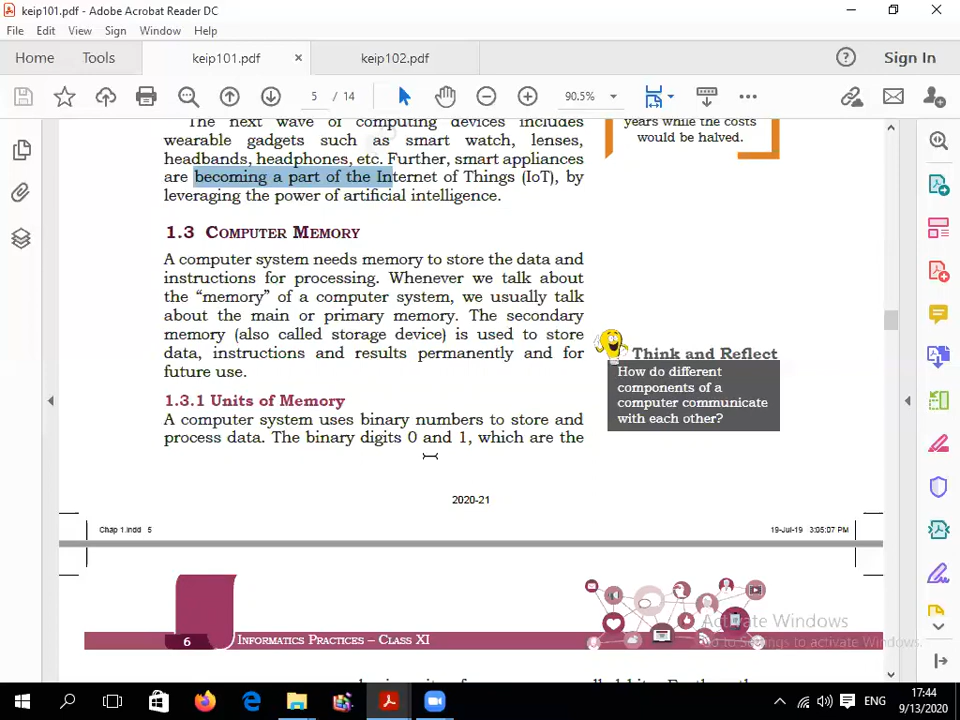 keip101.pdf - Adobe Acrobat Reader DC
File Edit View Sign Window Help
Home Tools keip101.pdf × keip102.pdf ? Sign In
5 / 14 90.5%
The next wave of computing devices includes
wearable gadgets such as smart watch, lenses,
headbands, headphones, etc. Further, smart appliances
are becoming a part of the Internet of Things (IoT), by
leveraging the power of artificial intelligence.
years while the costs
would be halved.
1.3 COMPUTER MEMORY
A computer system needs memory to store the data and
instructions for processing. Whenever we talk about
the “memory” of a computer system, we usually talk
about the main or primary memory. The secondary
memory (also called storage device) is used to store
data, instructions and results permanently and for
future use.
Think and Reflect
How do different
components of a
computer communicate
with each other?
1.3.1 Units of Memory
A computer system uses binary numbers to store and
process data. The binary digits 0 and 1, which are the
2020-21
Chap 1.indd 5 19-Jul-19 3:05:07 PM
6 INFORMATICS PRACTICES – CLASS XI
Activate Windows
Go to Settings to activate Windows.
ENG
17:44
9/13/2020